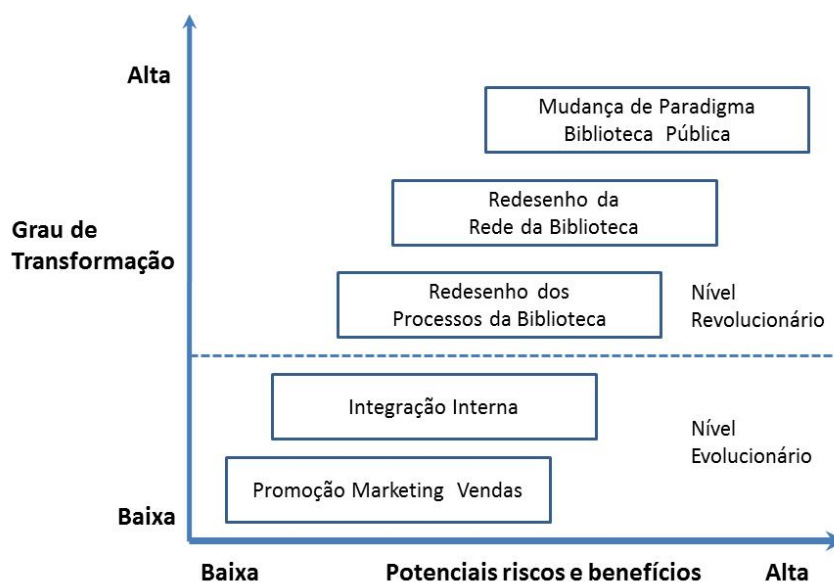 Alta
Mudança de Paradigma
Biblioteca Pública
Redesenho da
Rede da Biblioteca
Grau de
Transformação
Redesenho dos
Processos da Biblioteca
Nível
Revolucionário
Integração Interna
Nível
Evolucionário
Promoção Marketing Vendas
Baixa
Baixa
Potenciais riscos e benefícios
Alta